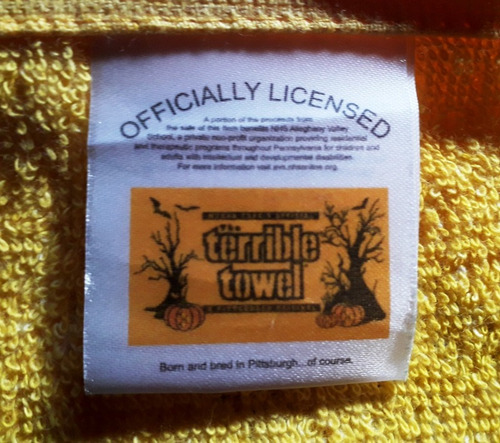 OFFICIALLY LICENSED
A portion of the proceeds from
the sale of this item benefits NHS Allegheny Valley
School, a private non-profit organization providing residential
and therapeutic programs throughout Pennsylvania for children and
adults with intellectual and developmental disabilities.
For more information visit avs.nhsonline.org.
MYRON COPE'S OFFICIAL
the
terrible
towel
A PITTSBURGH ORIGINAL
Born and bred in Pittsburgh...of course.